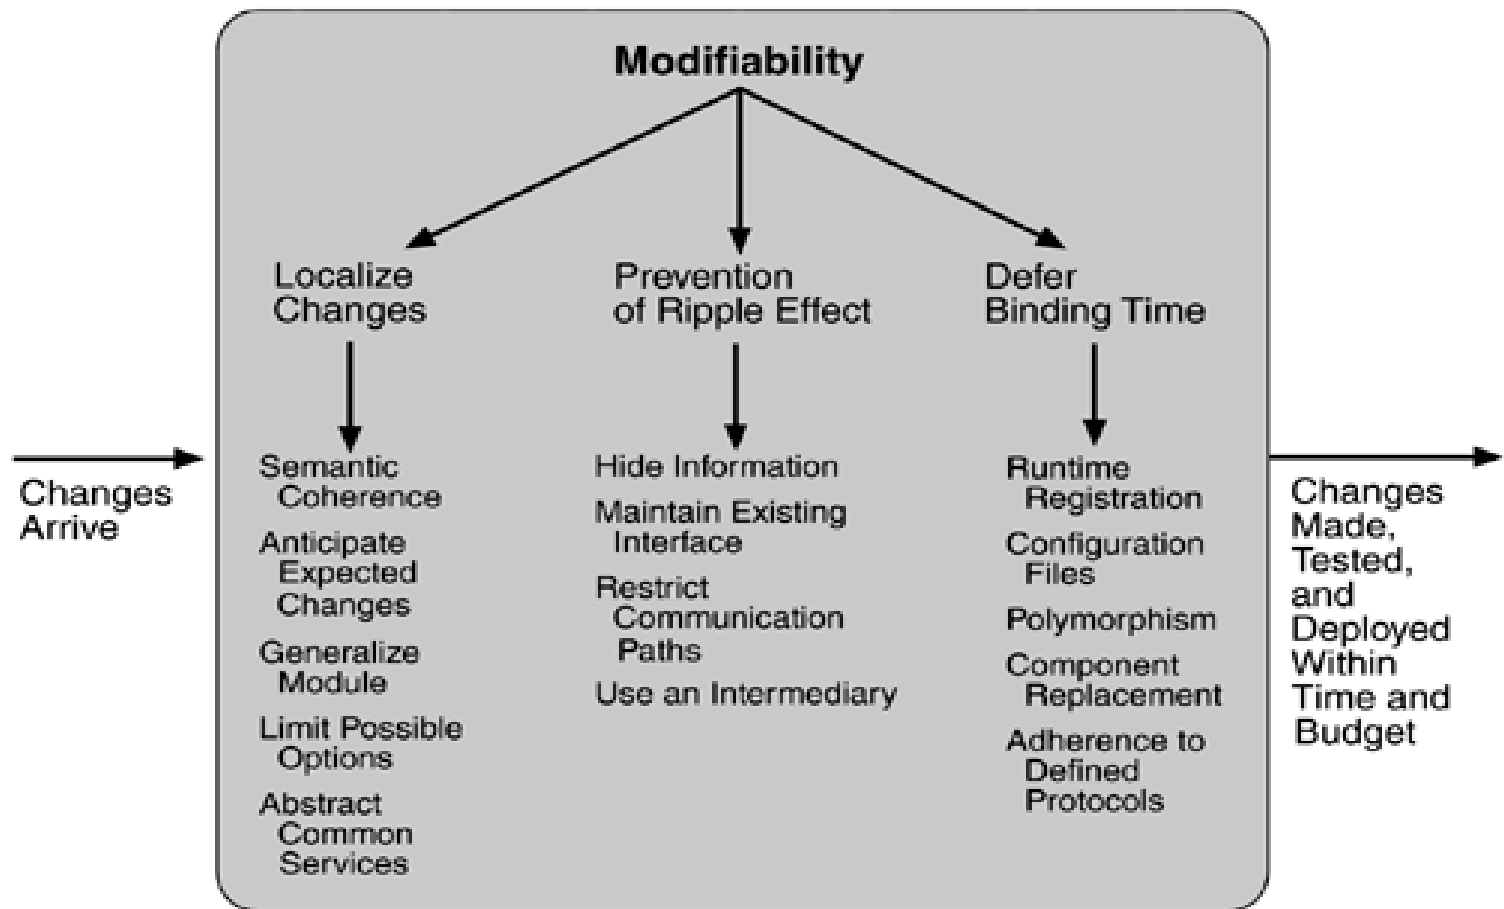 Modifiability
Localize
Changes
Prevention
of Ripple Effect
Defer
Binding Time
Changes
Arrive
Semantic
Coherence
Anticipate
Expected
Changes
Generalize
Module
Limit Possible
Options
Abstract
Common
Services
Hide Information
Maintain Existing
Interface
Restrict
Communication
Paths
Use an Intermediary
Runtime
Registration
Configuration
Files
Polymorphism
Component
Replacement
Adherence to
Defined
Protocols
Changes
Made,
Tested,
and
Deployed
Within
Time and
Budget